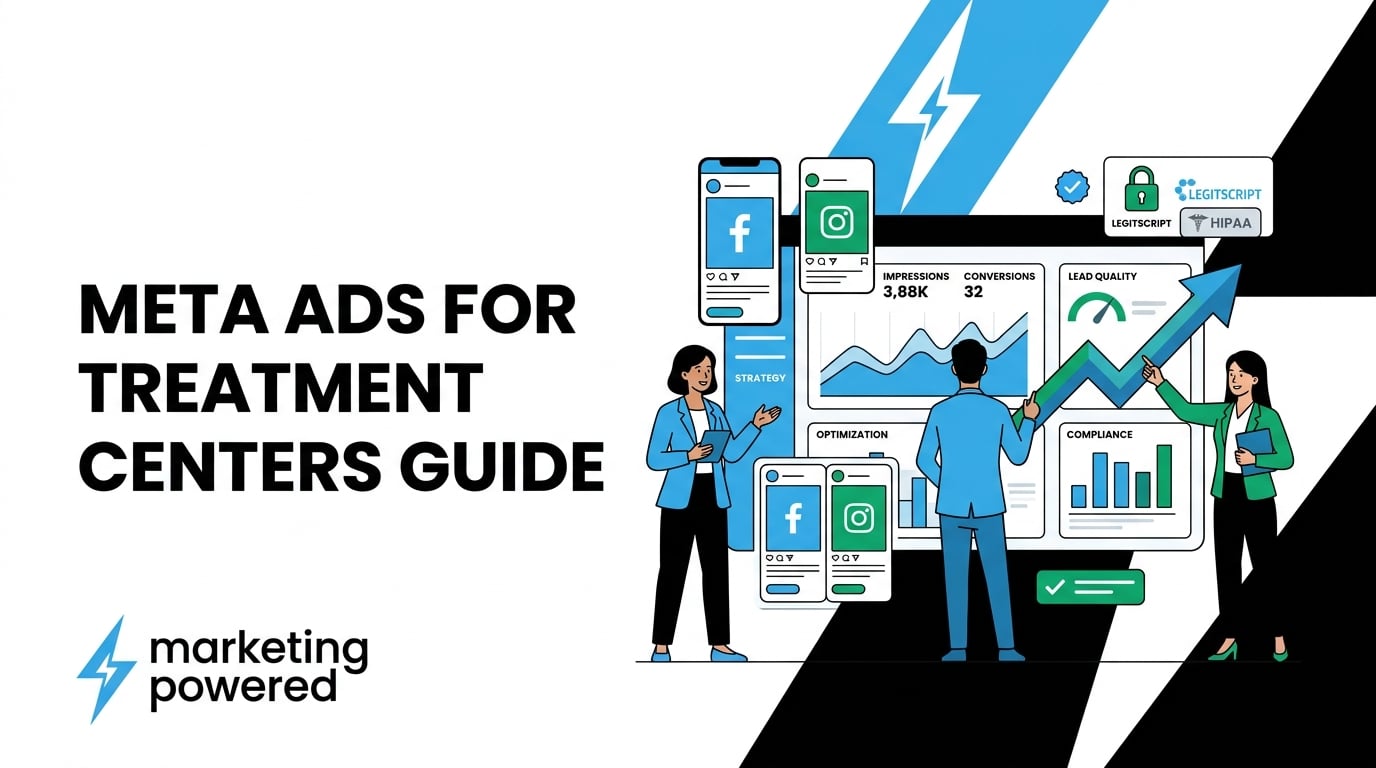 META ADS FOR
TREATMENT
CENTERS GUIDE
marketing
powered
LEGITSCRIPT
LEGITSCRIPT
HIPAA
IMPRESSIONS
3,88K
CONVERSIONS
32
LEAD QUALITY
STRATEGY
OPTIMIZATION
COMPLIANCE